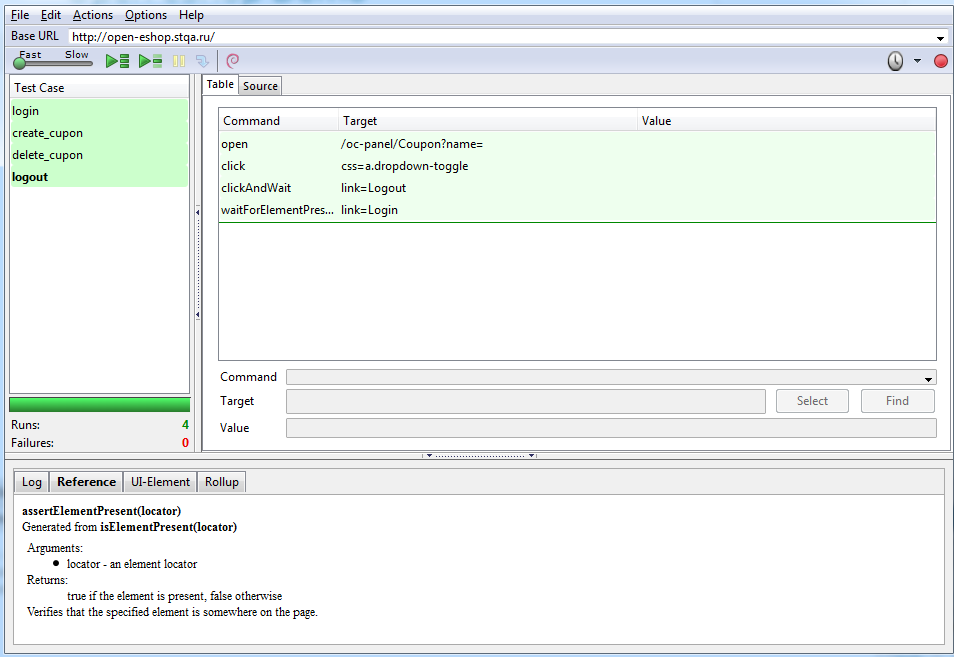 File Edit Actions Options Help
Base URL http://open-eshop.stqa.ru/
Fast Slow
Test Case
login
create_cupon
delete_cupon
logout
Runs: 4
Failures: 0
Table Source
Command Target Value
open /oc-panel/Coupon?name=
click css=a.dropdown-toggle
clickAndWait link=Logout
waitForElementPres... link=Login
Command
Target Select Find
Value
Log Reference UI-Element Rollup
assertElementPresent(locator)
Generated from isElementPresent(locator)
Arguments:
locator - an element locator
Returns:
true if the element is present, false otherwise
Verifies that the specified element is somewhere on the page.